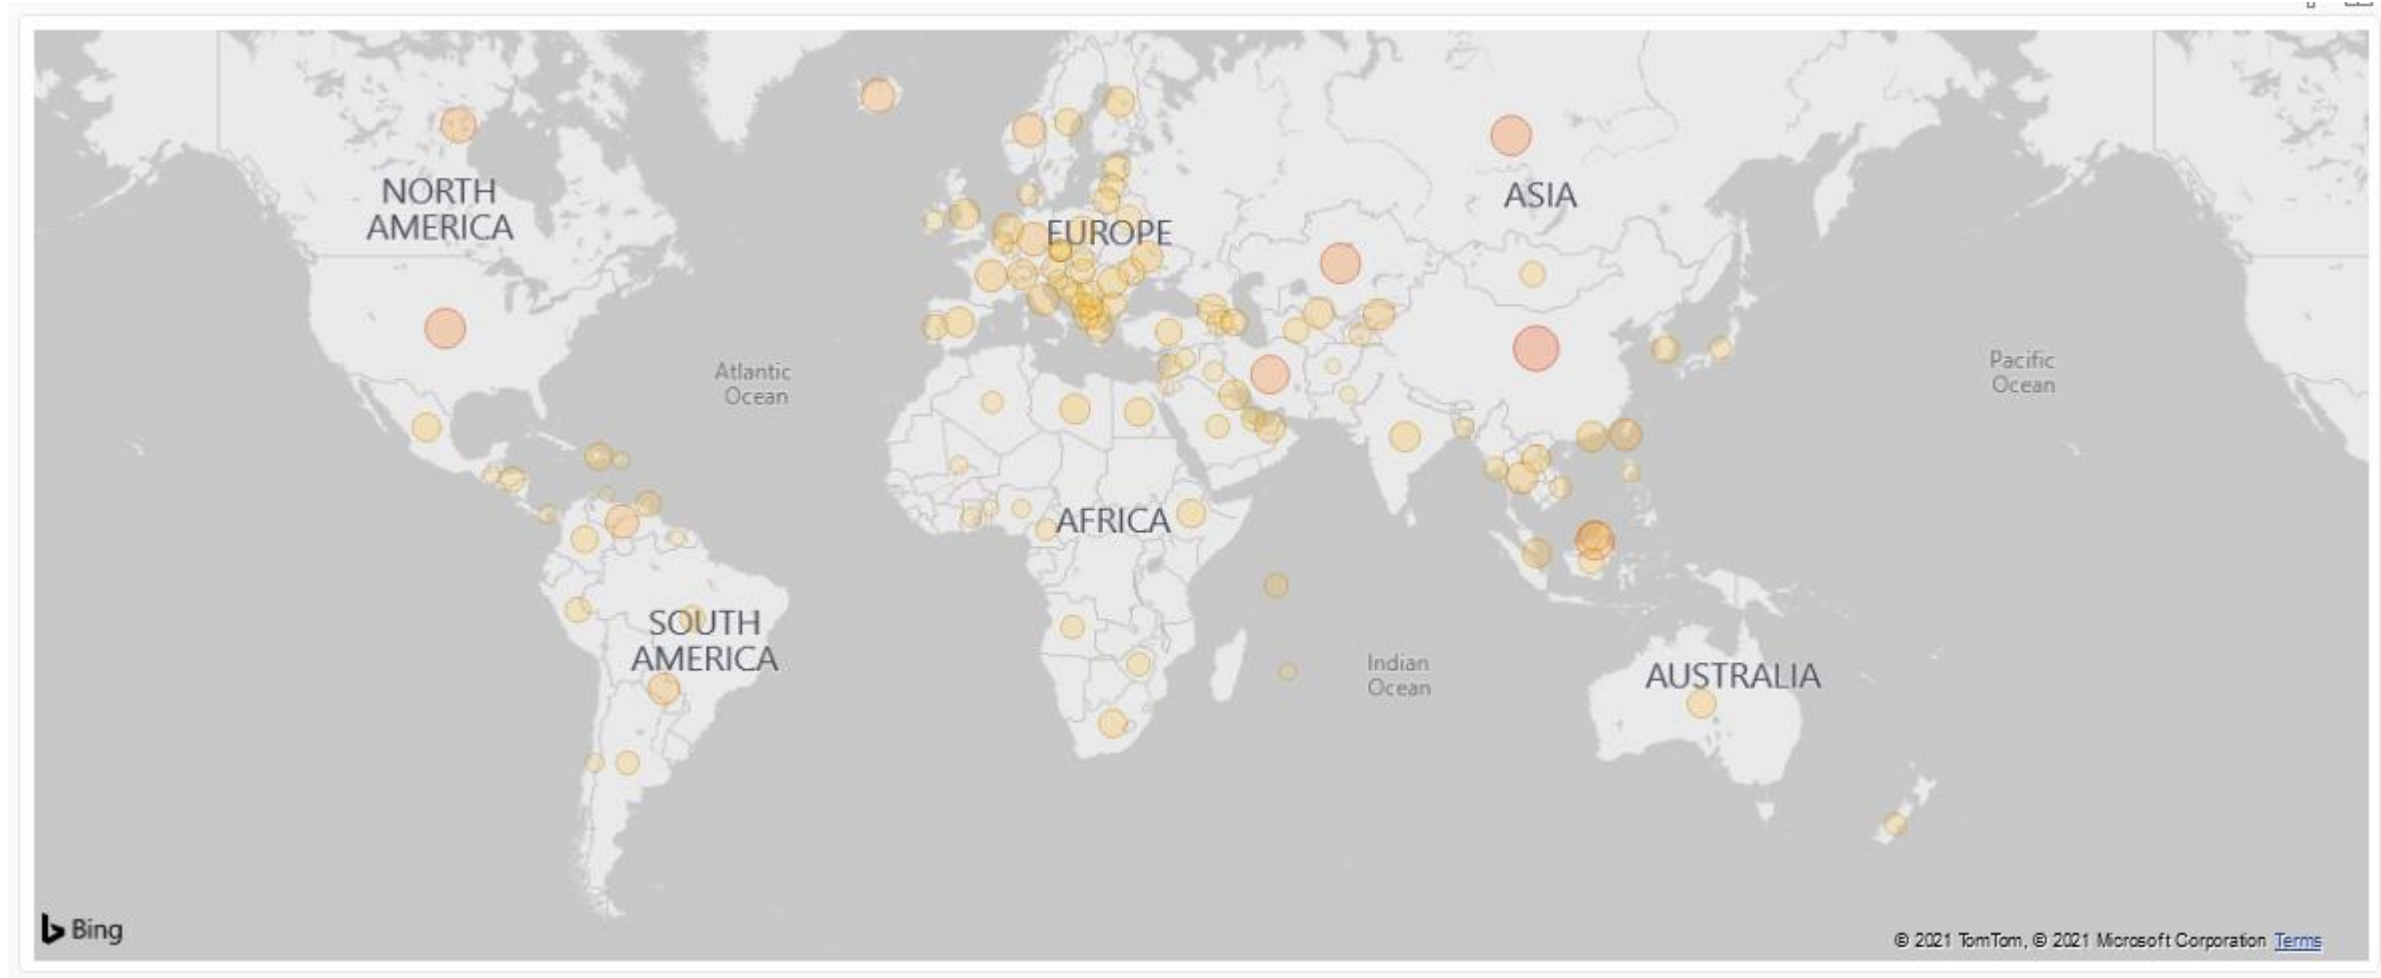 NORTH
AMERICA
ASIA
EUROPE
Atlantic
Ocean
Pacific
Ocean
AFRICA
SOUTH
AMERICA
Indian
Ocean
AUSTRALIA
Bing
© 2021 TomTom, © 2021 Microsoft Corporation Terms